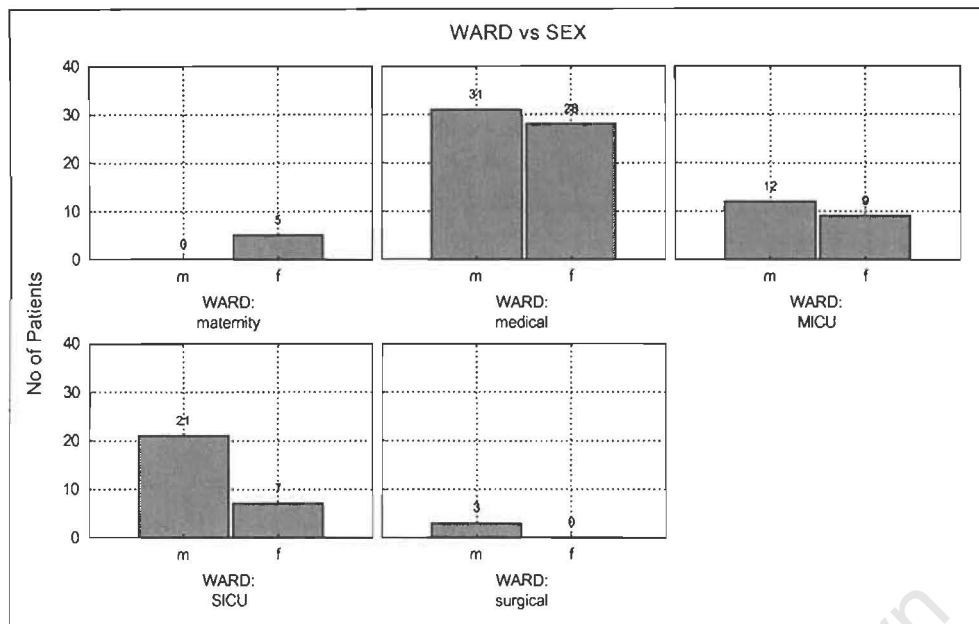 WARD vs SEX
No of Patients
40
30
20
10
0
0
5
m
f
WARD:
maternity
31
28
m
f
WARD:
medical
12
9
m
f
WARD:
MICU
40
30
20
10
0
21
7
m
f
WARD:
SICU
3
0
m
f
WARD:
surgical